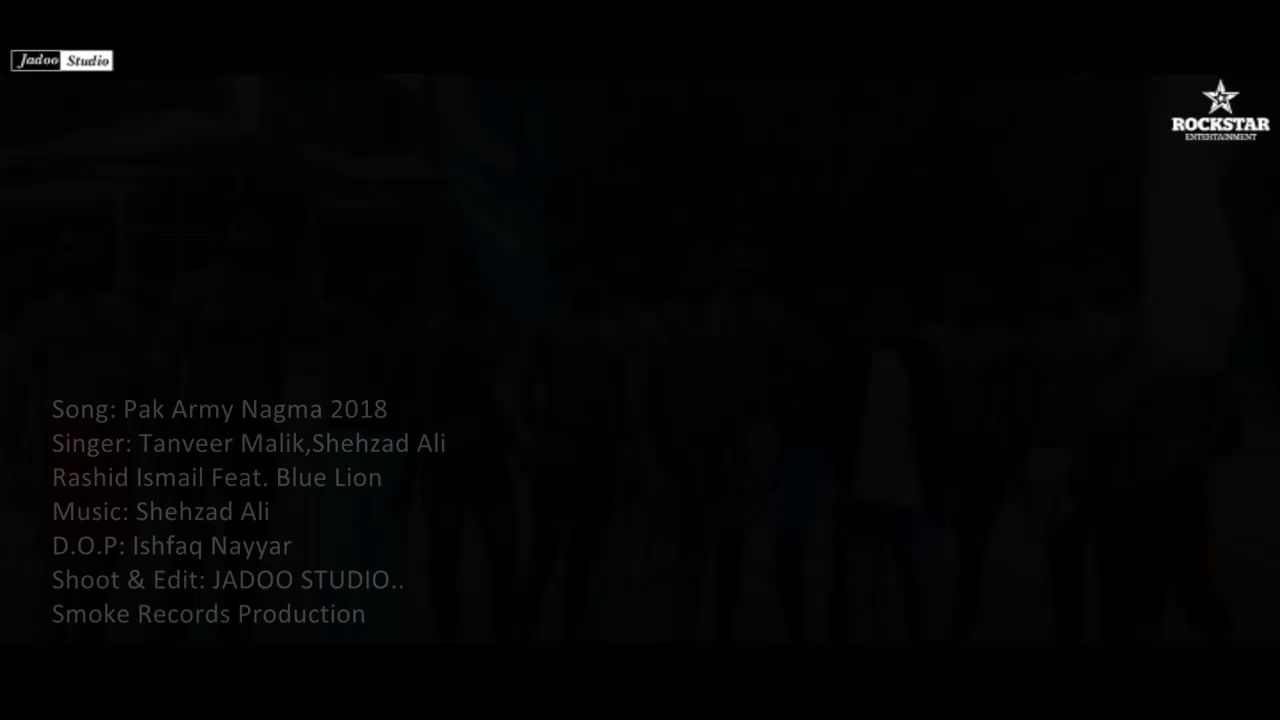 Jadoo Studio
ROCKSTAR
ENTERTAINMENT
Song: Pak Army Nagma 2018
Singer: Tanveer Malik,Shehzad Ali
Rashid Ismail Feat. Blue Lion
Music: Shehzad Ali
D.O.P: Ishfaq Nayyar
Shoot & Edit: JADOO STUDIO..
Smoke Records Production